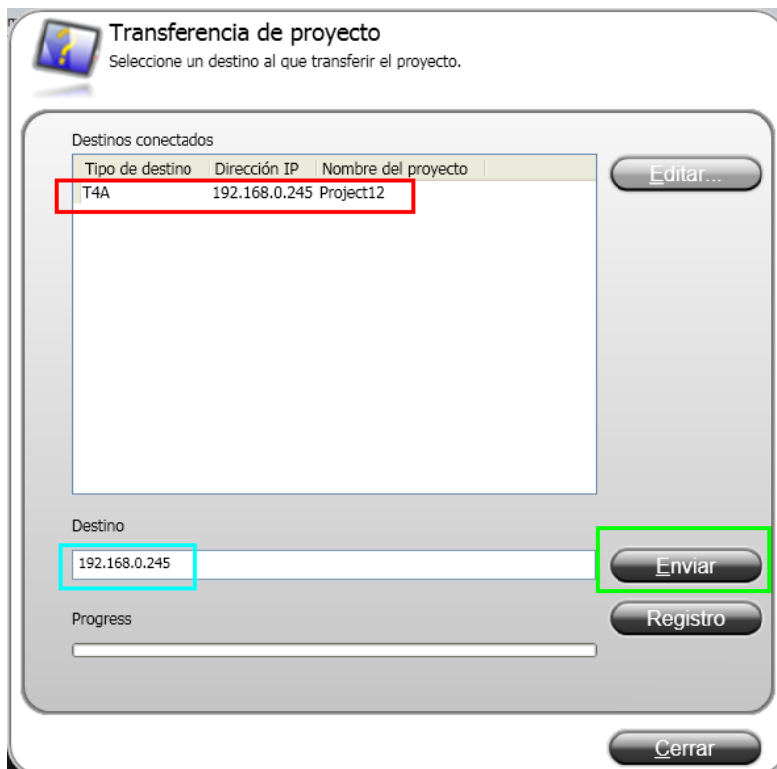 Transferencia de proyecto
Seleccione un destino al que transferir el proyecto.
Destinos conectados
Tipo de destino Dirección IP Nombre del proyecto
Editar...
T4A 192.168.0.245 Project12
Destino
192.168.0.245
Enviar
Progress
Registro
Cerrar